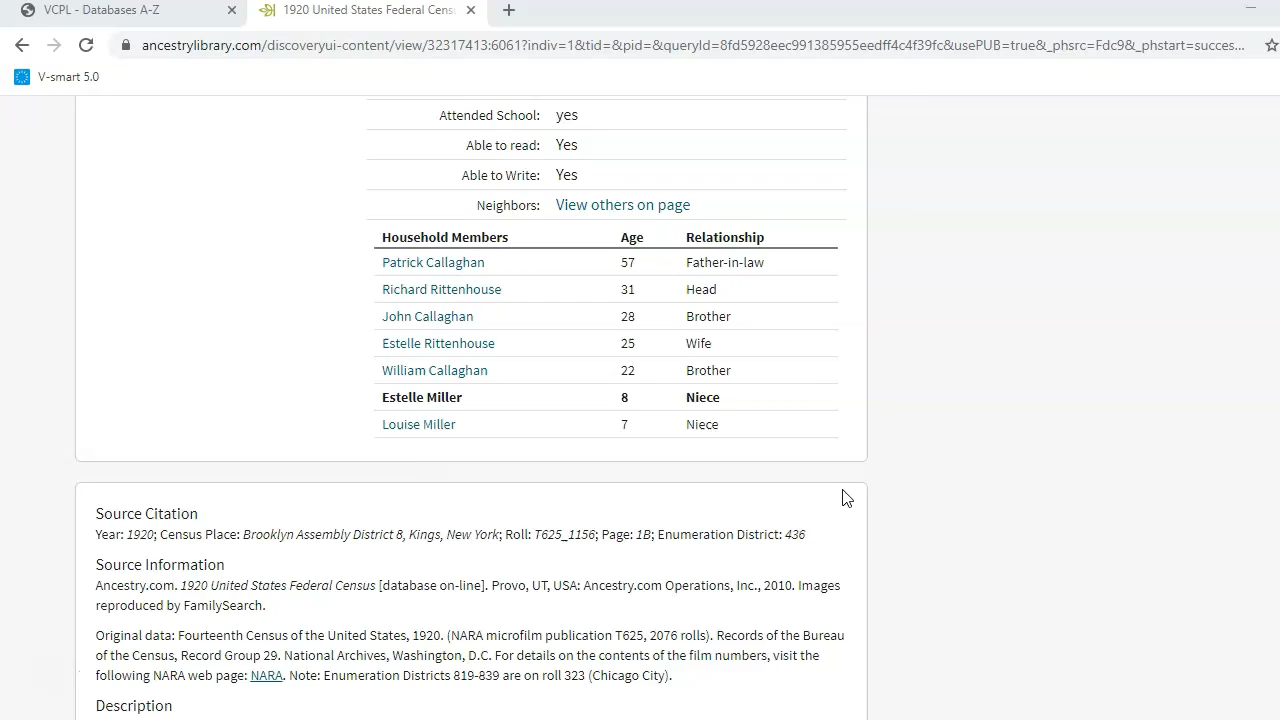 VCPL - Databases A-Z
1920 United States Federal Cens
ancestrylibrary.com/discoveryui-content/view/32317413:6061?indiv=1&tid=&pid=&queryId=8fd5928eec991385955eedff4c4f39fc&usePUB=true&_phsrc=Fdc9&_phstart=succes...
V-smart 5.0
Attended School: yes
Able to read: Yes
Able to Write: Yes
Neighbors: View others on page
Household Members Age Relationship
Patrick Callaghan 57 Father-in-law
Richard Rittenhouse 31 Head
John Callaghan 28 Brother
Estelle Rittenhouse 25 Wife
William Callaghan 22 Brother
Estelle Miller 8 Niece
Louise Miller 7 Niece
Source Citation
Year: 1920; Census Place: Brooklyn Assembly District 8, Kings, New York; Roll: T625_1156; Page: 1B; Enumeration District: 436
Source Information
Ancestry.com. 1920 United States Federal Census [database on-line]. Provo, UT, USA: Ancestry.com Operations, Inc., 2010. Images
reproduced by FamilySearch.
Original data: Fourteenth Census of the United States, 1920. (NARA microfilm publication T625, 2076 rolls). Records of the Bureau
of the Census, Record Group 29. National Archives, Washington, D.C. For details on the contents of the film numbers, visit the
following NARA web page: NARA. Note: Enumeration Districts 819-839 are on roll 323 (Chicago City).
Description